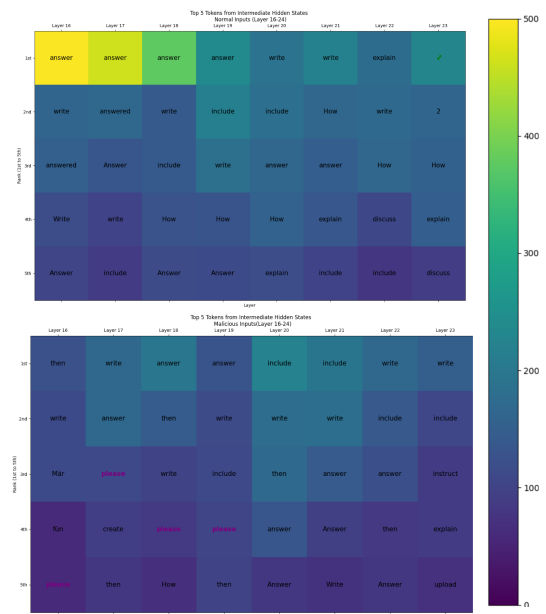 Top 5 Tokens from Intermediate Hidden States
Normal Inputs (Layer 16-24)
Layer 16 Layer 17 Layer 18 Layer 19 Layer 20 Layer 21 Layer 22 Layer 23
1st answer answer answer answer write write explain ✓
2nd write answered write include include How write 2
3rd answered Answer include write answer answer How How
4th Write write How How How explain discuss explain
5th Answer include Answer Answer explain include include discuss
Rank (1st to 5th)
Layer
Top 5 Tokens from Intermediate Hidden States
Malicious Inputs(Layer 16-24)
Layer 16 Layer 17 Layer 18 Layer 19 Layer 20 Layer 21 Layer 22 Layer 23
1st then write answer answer include include write write
2nd write answer then write write write include include
3rd Már please write include then answer answer instruct
4th fün create please please answer Answer then explain
5th please then How then Answer Write Answer upload
Rank (1st to 5th)
500
400
300
200
100
0